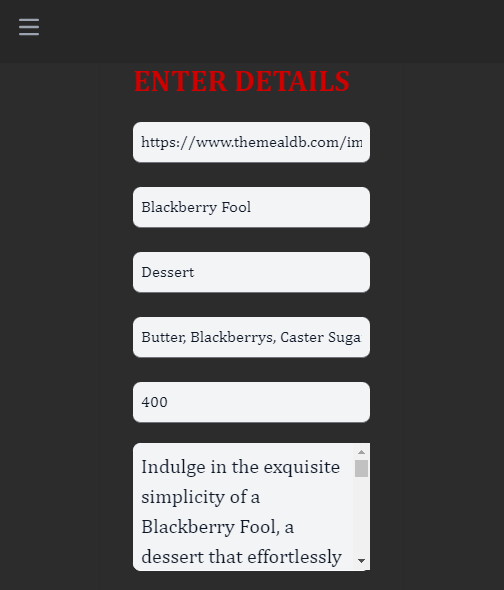 ENTER DETAILS
https://www.themealdb.com/im
Blackberry Fool
Dessert
Butter, Blackberrys, Caster Suga
400
Indulge in the exquisite
simplicity of a
Blackberry Fool, a
dessert that effortlessly